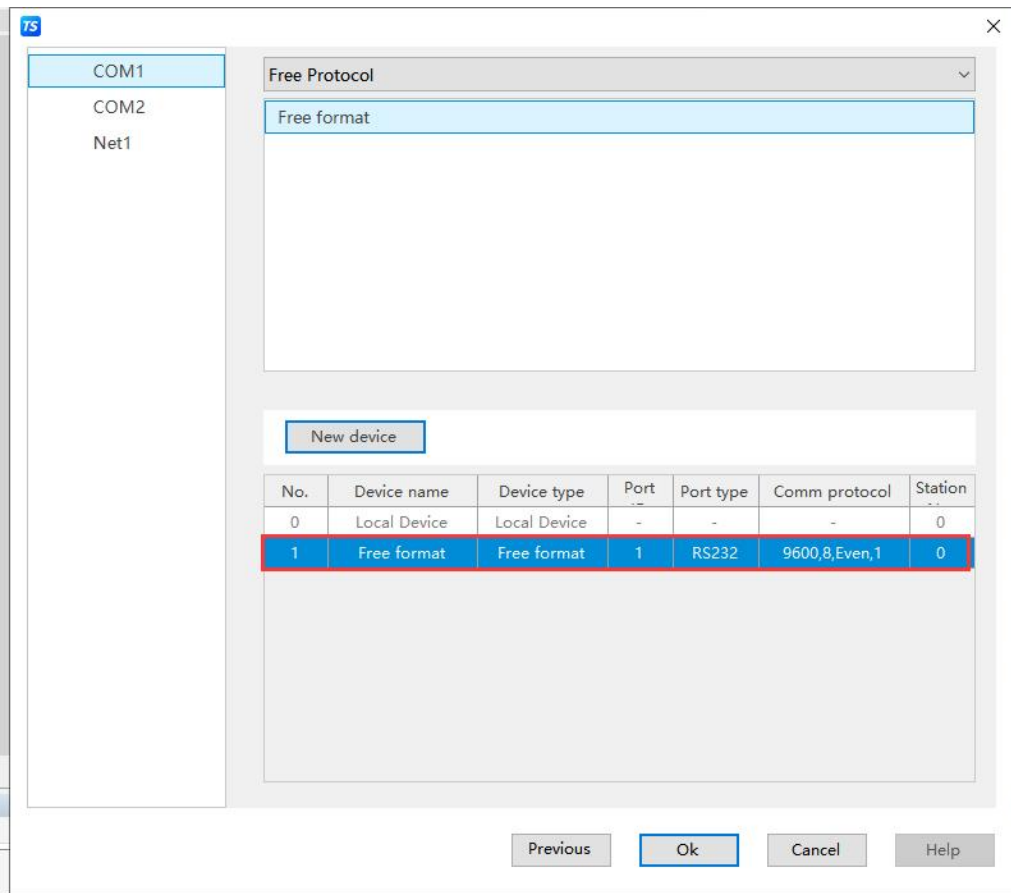 TS
COM1
COM2
Net1
Free Protocol
Free format
New device
No. Device name Device type Port Port type Comm protocol Station
0 Local Device Local Device - - - 0
1 Free format Free format 1 RS232 9600,8,Even,1 0
Previous Ok Cancel Help